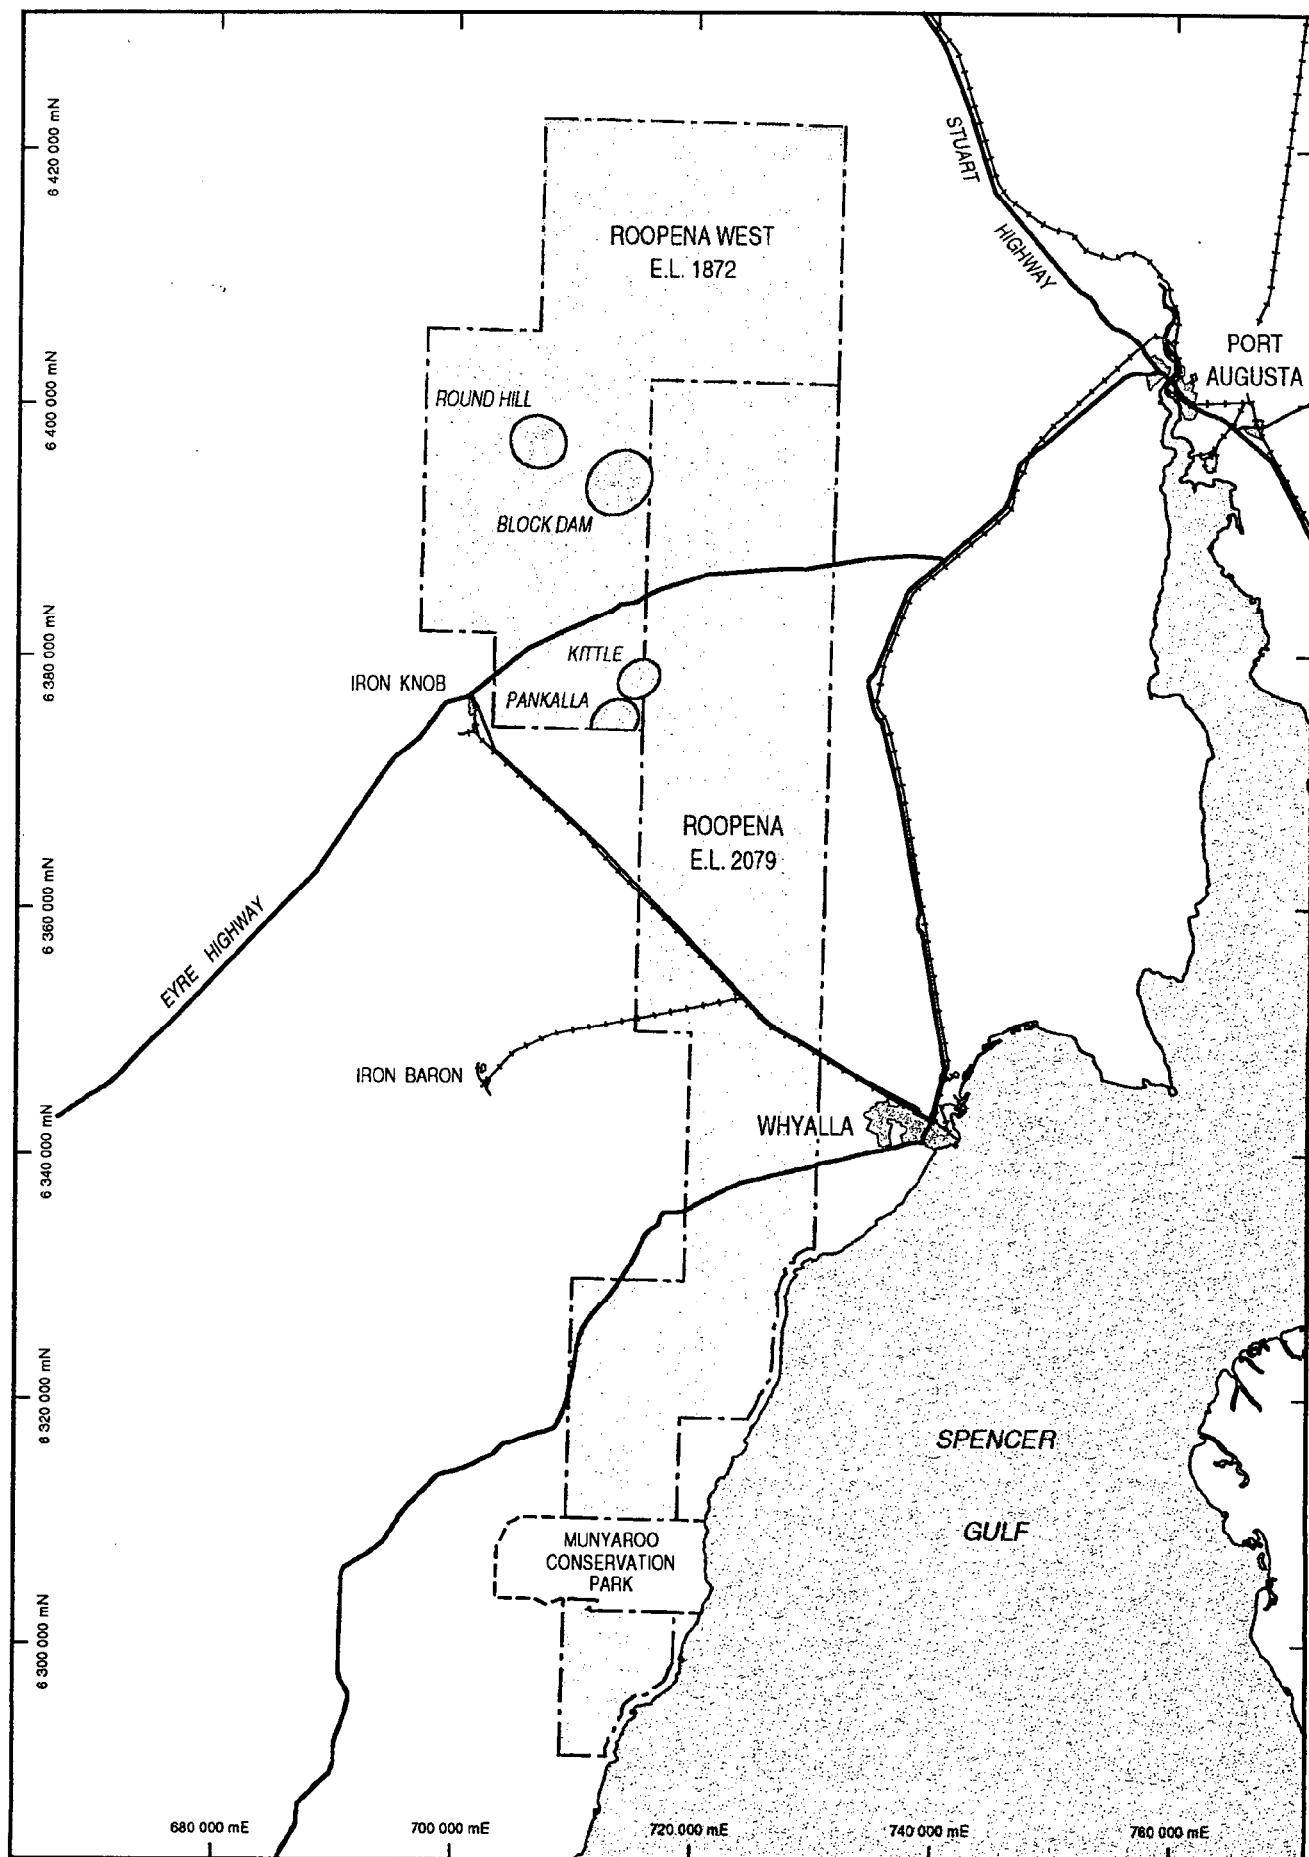 6 420 000 mN
STUART
HIGHWAY
ROOPENA WEST
E.L. 1872
PORT
AUGUSTA
6 400 000 mN
ROUND HILL
BLOCK DAM
6 380 000 mN
KITTLE
IRON KNOB
PANKALLA
ROOPENA
E.L. 2079
6 360 000 mN
EYRE HIGHWAY
IRON BARON
WHYALLA
6 340 000 mN
6 320 000 mN
SPENCER
GULF
MUNYAROO
CONSERVATION
PARK
6 300 000 mN
680 000 mE
700 000 mE
720 000 mE
740 000 mE
760 000 mE